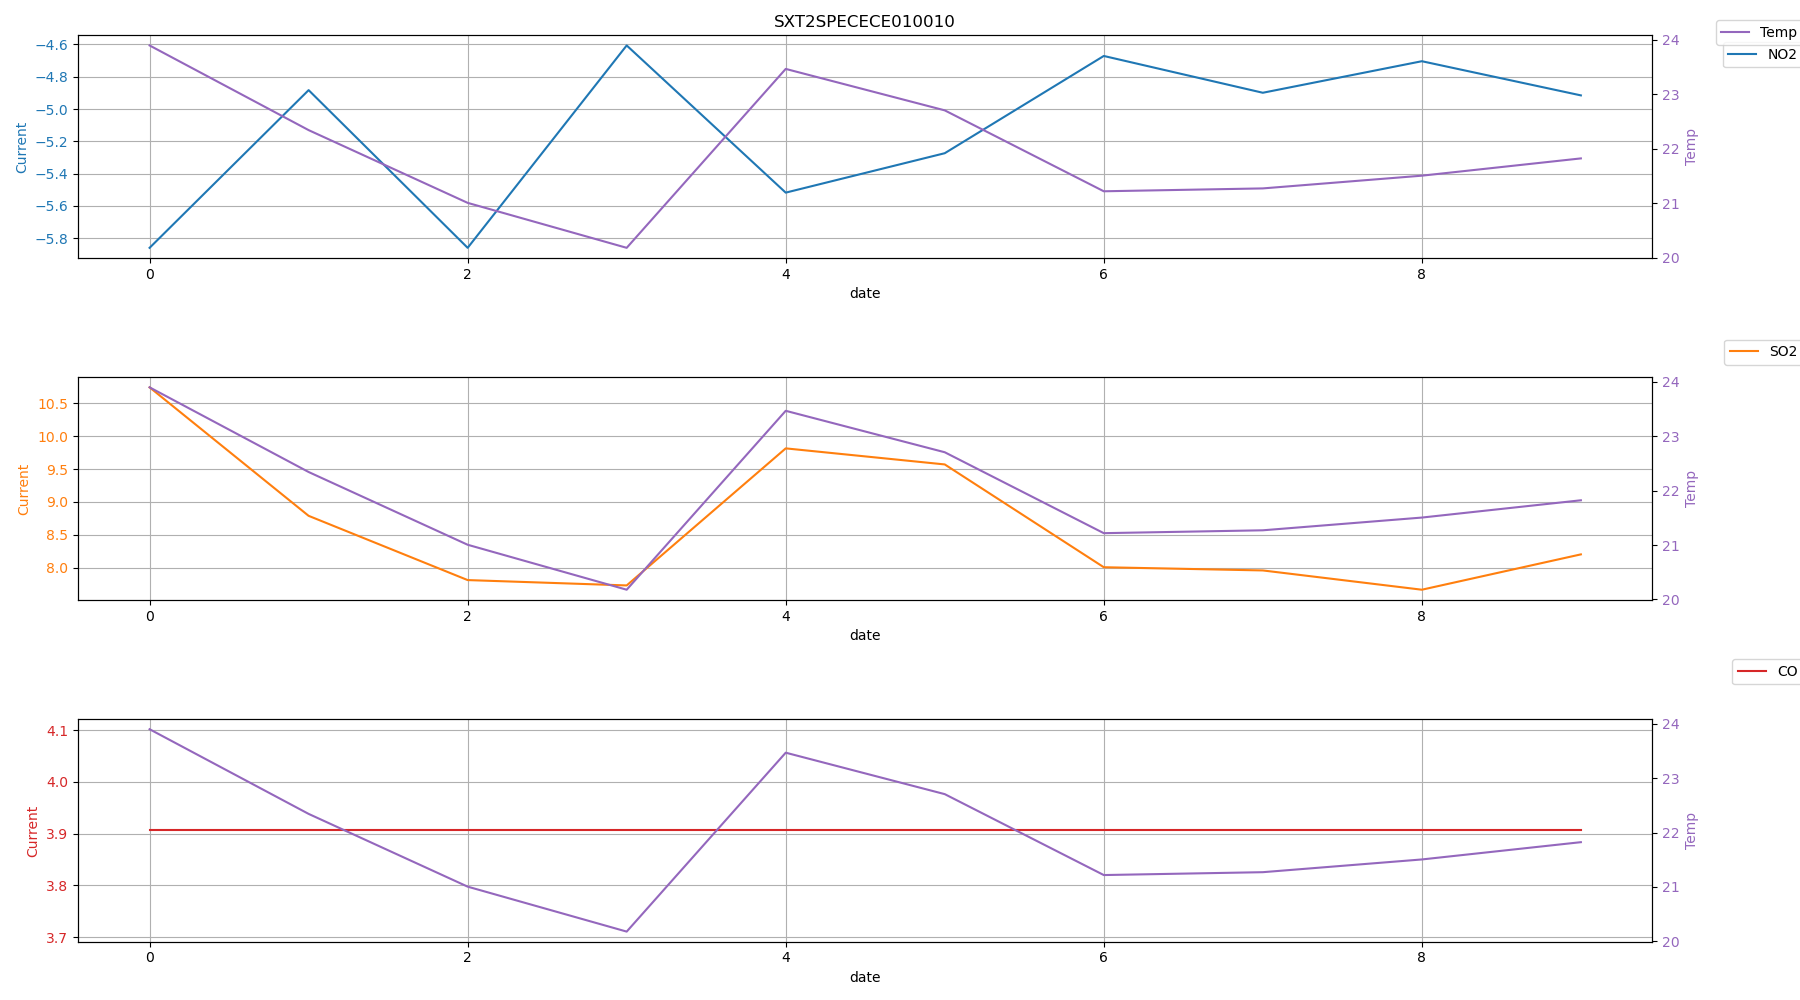 SXT2SPECECE010010
Temp
NO2
−4.6
−4.8
−5.0
−5.2
−5.4
−5.6
−5.8
Current
24
23
22
21
20
Temp
0 2 4 6 8
date
SO2
10.5
10.0
9.5
9.0
8.5
8.0
Current
24
23
22
21
20
Temp
0 2 4 6 8
date
CO
4.1
4.0
3.9
3.8
3.7
Current
24
23
22
21
20
Temp
0 2 4 6 8
date